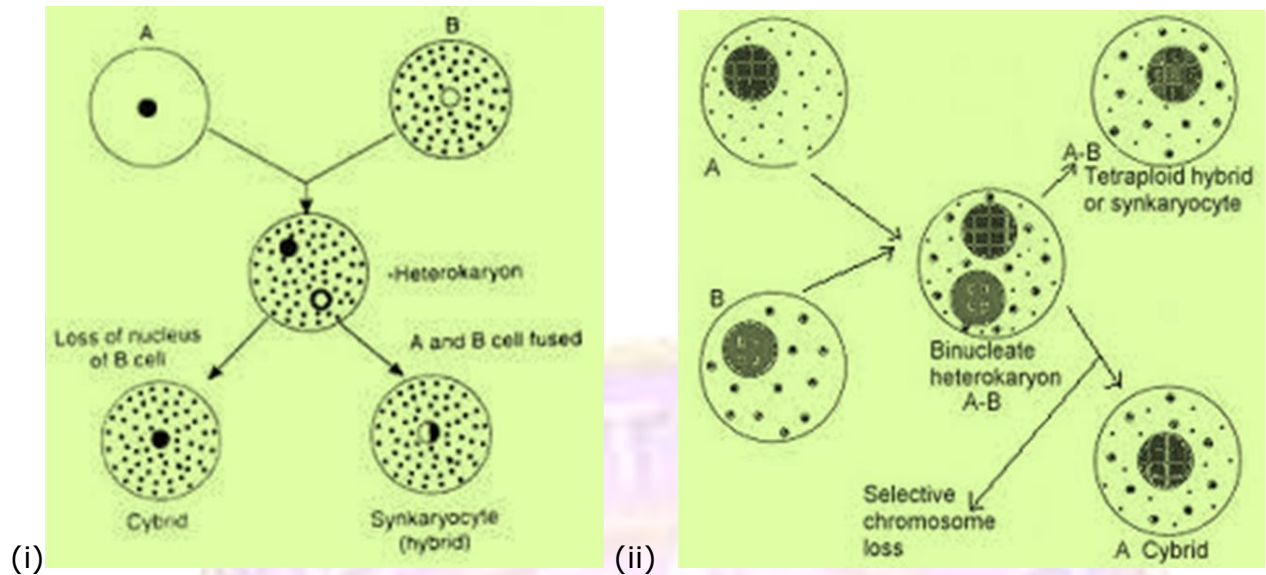 A
B
-Heterokaryon
Loss of nucleus
of B cell
A and B cell fused
Cybrid
Synkaryocyte
(hybrid)
(i)
A
B
A-B
Tetraploid hybrid
or synkaryocyte
Binucleate
heterokaryon
A-B
Selective
chromosome
loss
A Cybrid
(ii)